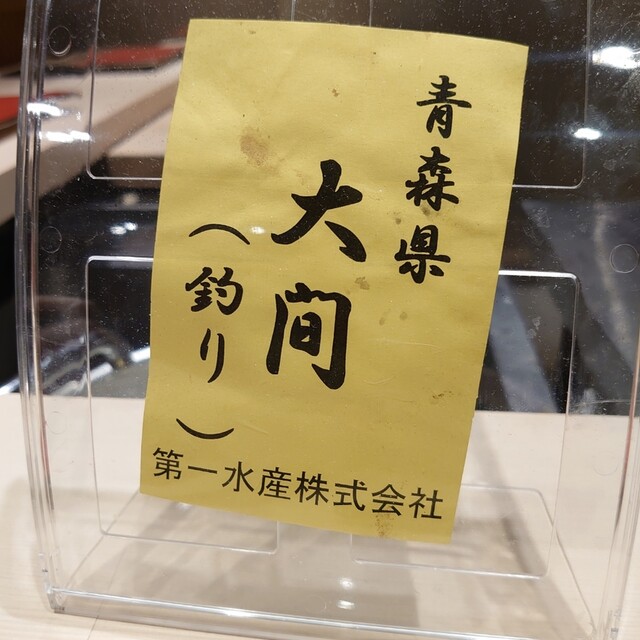 青森県
大間
（釣り）
第一水産株式会社